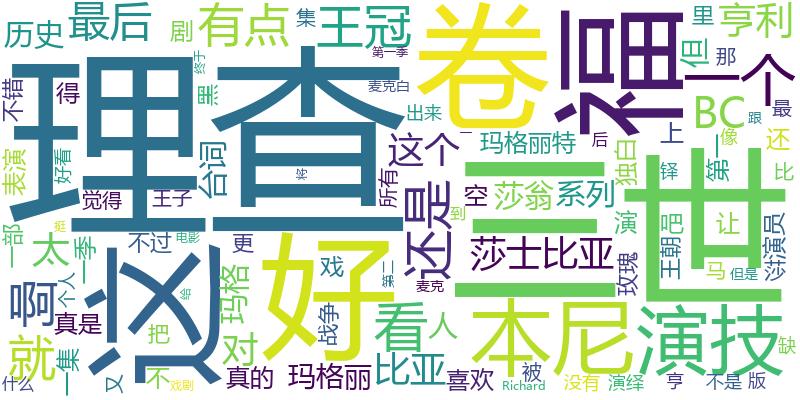 理查
三世
福
卷
好
这
本尼
演技
王冠
有点
最后
历史
剧
集
终于
第一季
黑
麦克白
出来
不错
得
表演
好看
觉得
王子
台词
将
所有
这个
还是
玛格丽特
后
空
莎翁
系列
莎士比亚
一个
BC
但
里
那
亨利
最
跟
上
像
还
独白
第一
铎
比
演
吧
让
王朝
玫瑰
马
演员
但是
一部
太
一季
不过
电影
更
挺
啊
个人
给
玛格
戏
第二
到
麦克
战争
看
人
就
真是
把
对
一集
又
不
戏剧
真的
玛格丽
比亚
喜欢
被
Richard
没有
演绎
亨
不是
版
缺
什么
一